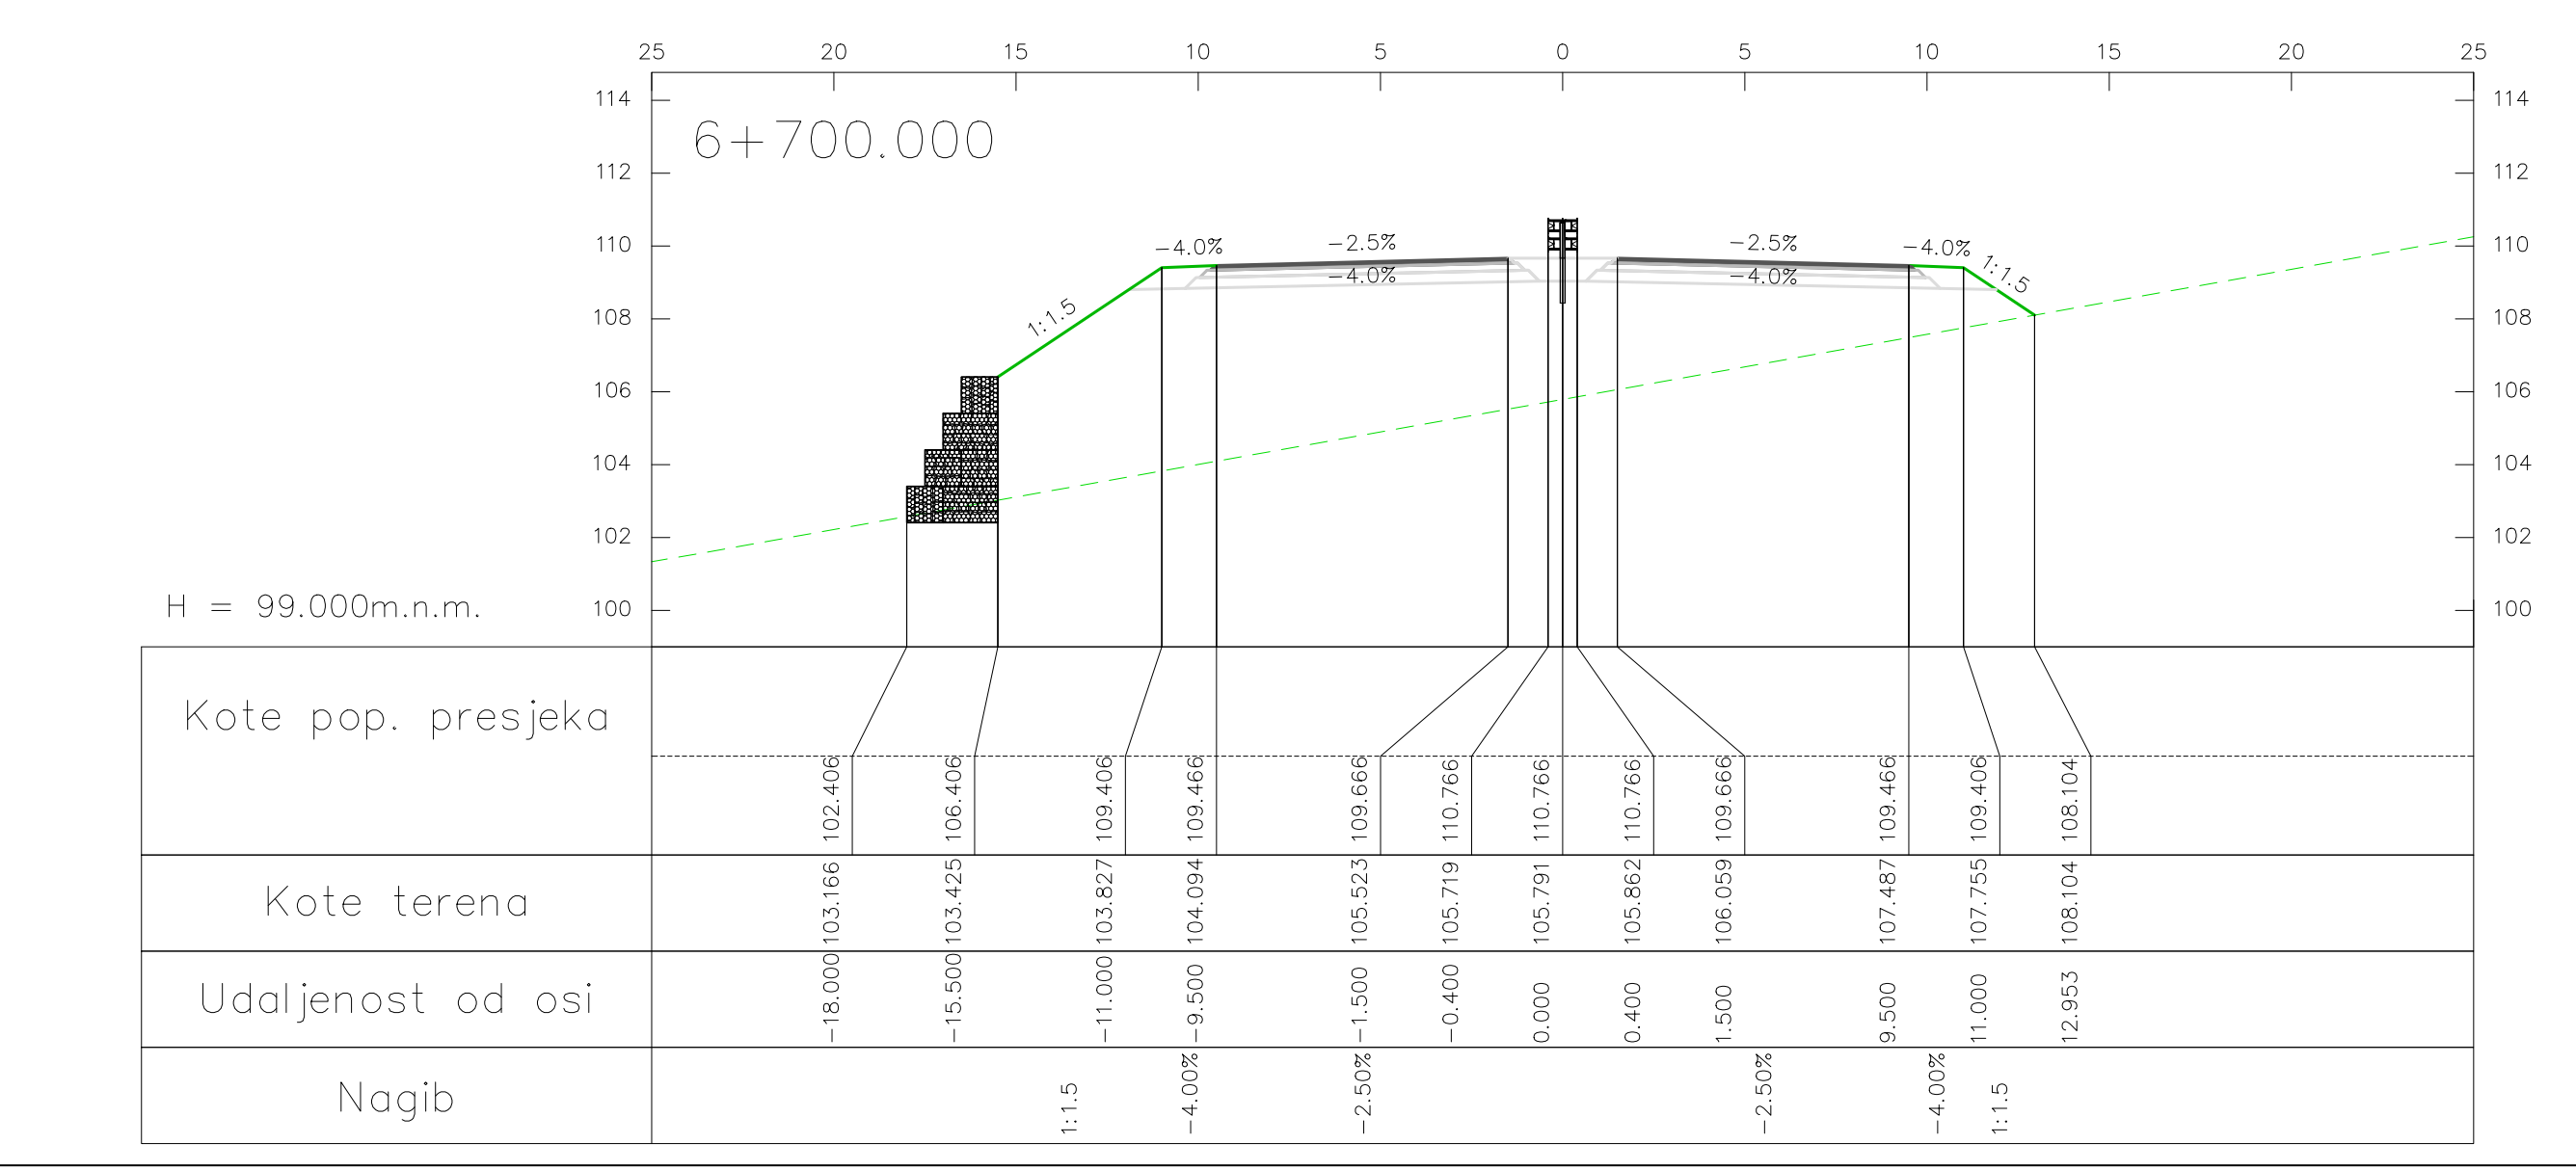 25 20 15 10 5 0 5 10 15 20 25
114 114
6+700.000
112 112
110 -4.0% -2.5% -2.5% -4.0% 110
-4.0% -4.0% 1:1.5
108 1:1.5 108
106 106
104 104
102 102
H = 99.000m.n.m. 100 100
Kote pop. presjeka 102.406 106.406 109.406 109.466 109.666 110.766 110.766 110.766 109.666 109.466 109.406 108.104
Kote terena 103.166 103.425 103.827 104.094 105.523 105.719 105.791 105.862 106.059 107.487 107.755 108.104
Udaljenost od osi -18.000 -15.500 -11.000 -9.500 -1.500 -0.400 0.000 0.400 1.500 9.500 11.000 12.953
Nagib 1:1.5 -4.00% -2.50% -2.50% -4.00% 1:1.5